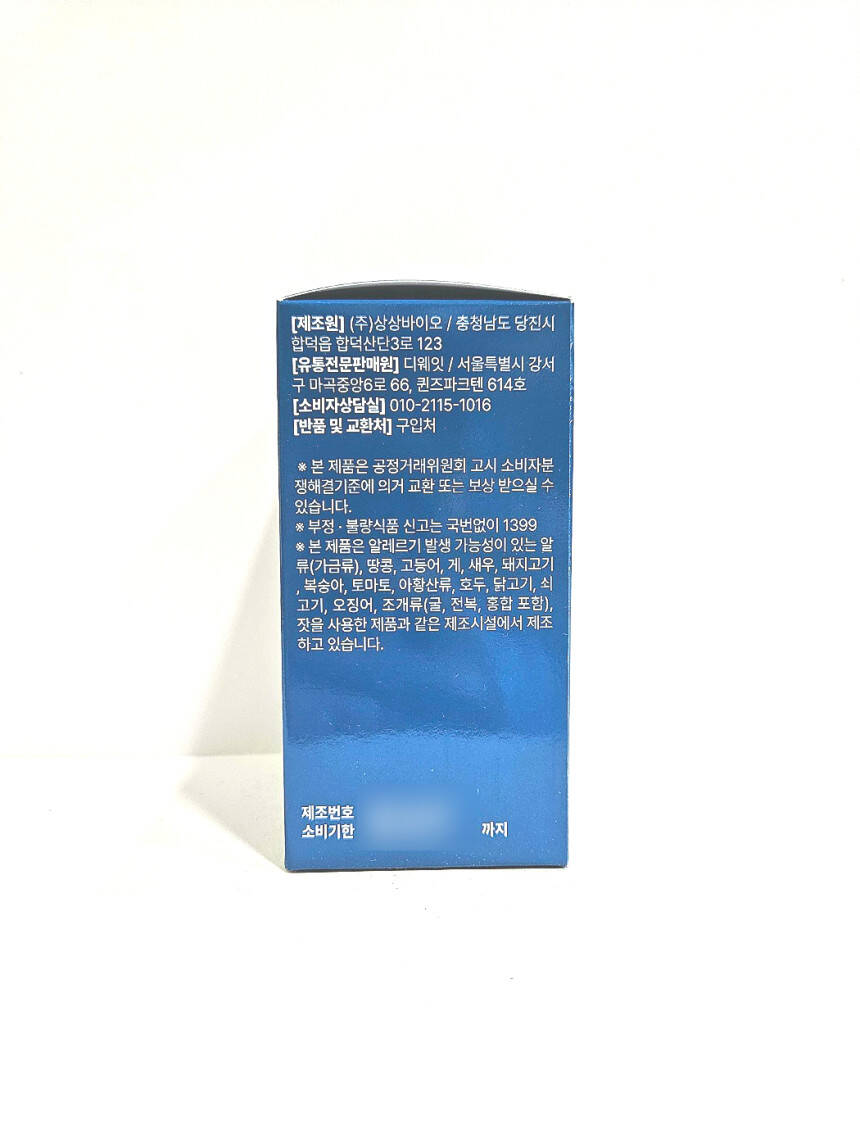 [제조원] (주)상상바이오 / 충청남도 당진시
합덕읍 합덕산단3로 123
[유통전문판매원] 디웨잇 / 서울특별시 강서
구 마곡중앙6로 66, 퀸즈파크텐 614호
[소비자상담실] 010-2115-1016
[반품 및 교환처] 구입처
※ 본 제품은 공정거래위원회 고시 소비자분
쟁해결기준에 의거 교환 또는 보상 받으실 수
있습니다.
※ 부정 · 불량식품 신고는 국번없이 1399
※ 본 제품은 알레르기 발생 가능성이 있는 알
류(가금류), 땅콩, 고등어, 게, 새우, 돼지고기
, 복숭아, 토마토, 아황산류, 호두, 닭고기, 쇠
고기, 오징어, 조개류(굴, 전복, 홍합 포함),
잣을 사용한 제품과 같은 제조시설에서 제조
하고 있습니다.
제조번호
소비기한 까지